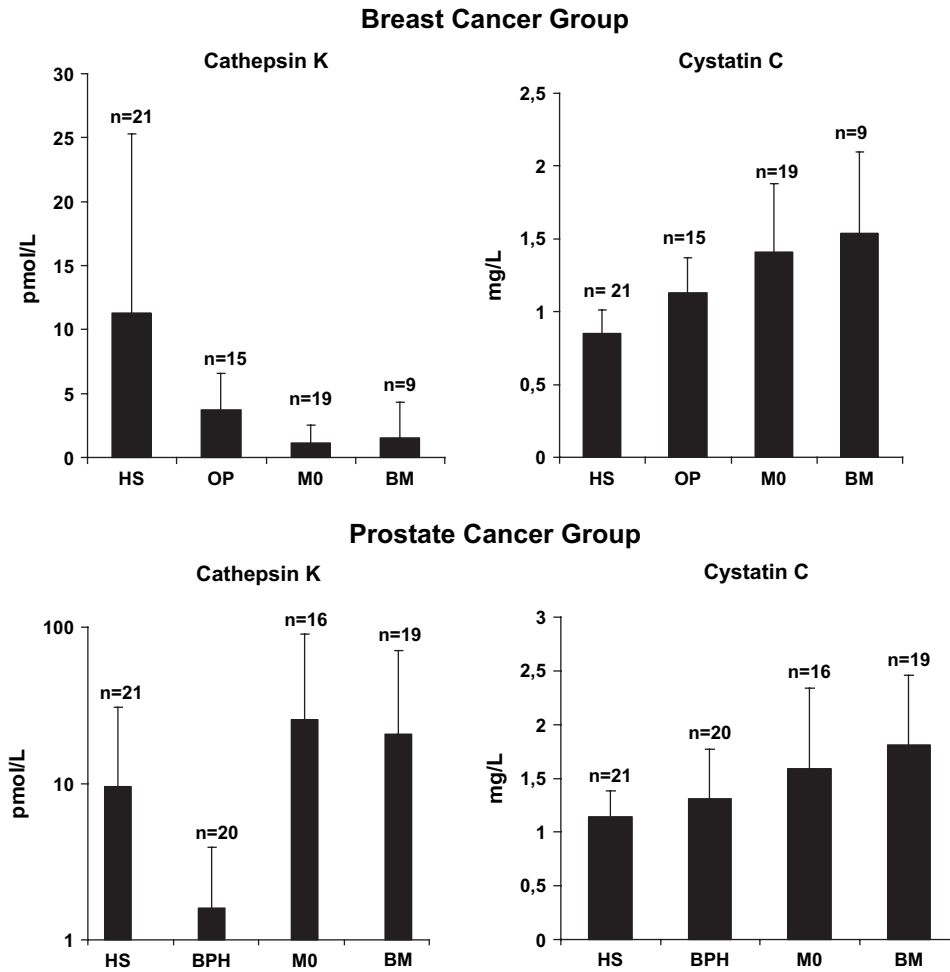 Breast Cancer Group
Cathepsin K
30
25
20
15
10
5
0
pmol/L
n=21
n=15
n=19
n=9
HS OP M0 BM
Cystatin C
2,5
2
1,5
1
0,5
0
mg/L
n= 21
n=15
n=19
n=9
HS OP M0 BM
Prostate Cancer Group
Cathepsin K
100
10
1
pmol/L
n=21
n=20
n=16
n=19
HS BPH M0 BM
Cystatin C
3
2,5
2
1,5
1
0,5
0
mg/L
n=21
n=20
n=16
n=19
HS BPH M0 BM